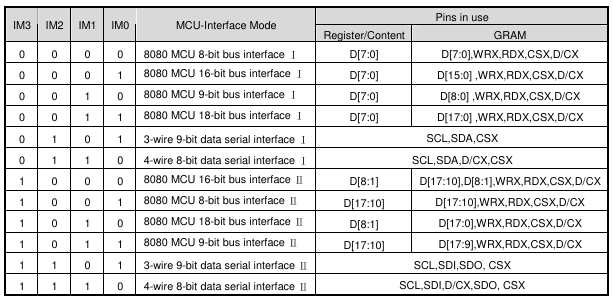 IM3 IM2 IM1 IM0 MCU-Interface Mode Pins in use
Register/Content GRAM
0 0 0 0 8080 MCU 8-bit bus interface Ⅰ D[7:0] D[7:0],WRX,RDX,CSX,D/CX
0 0 0 1 8080 MCU 16-bit bus interface Ⅰ D[7:0] D[15:0] ,WRX,RDX,CSX,D/CX
0 0 1 0 8080 MCU 9-bit bus interface Ⅰ D[7:0] D[8:0] ,WRX,RDX,CSX,D/CX
0 0 1 1 8080 MCU 18-bit bus interface Ⅰ D[7:0] D[17:0] ,WRX,RDX,CSX,D/CX
0 1 0 1 3-wire 9-bit data serial interface Ⅰ SCL,SDA,CSX
0 1 1 0 4-wire 8-bit data serial interface Ⅰ SCL,SDA,D/CX,CSX
1 0 0 0 8080 MCU 16-bit bus interface Ⅱ D[8:1] D[17:10],D[8:1],WRX,RDX,CSX,D/CX
1 0 0 1 8080 MCU 8-bit bus interface Ⅱ D[17:10] D[17:10],WRX,RDX,CSX,D/CX
1 0 1 0 8080 MCU 18-bit bus interface Ⅱ D[8:1] D[17:0],WRX,RDX,CSX,D/CX
1 0 1 1 8080 MCU 9-bit bus interface Ⅱ D[17:10] D[17:9],WRX,RDX,CSX,D/CX
1 1 0 1 3-wire 9-bit data serial interface Ⅱ SCL,SDI,SDO, CSX
1 1 1 0 4-wire 8-bit data serial interface Ⅱ SCL,SDI,D/CX,SDO, CSX